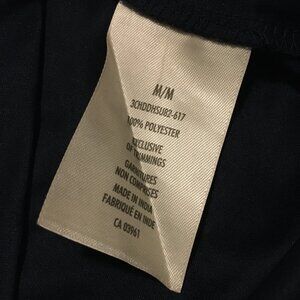 M/M
3CHDDHSU82-617
100% POLYESTER
EXCLUSIVE
OF TRIMMINGS
GARNITURES
NON COMPRISES
MADE IN INDIA
FABRIQUÉ EN INDE
CA 03961